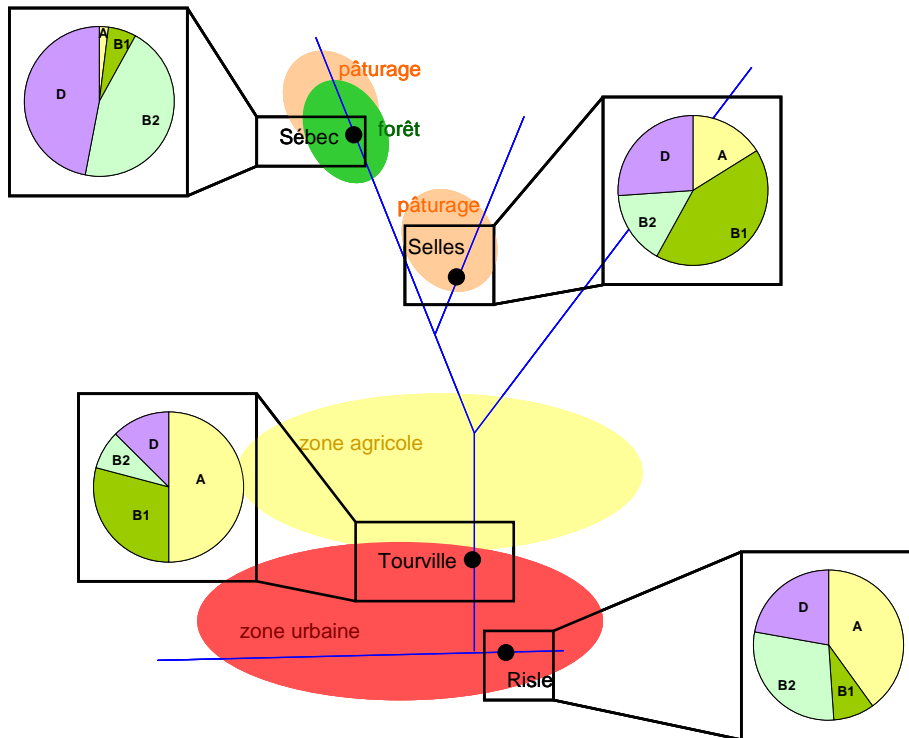 A
B1
B2
D
pâturage
forêt
Sébec
A
B1
B2
D
pâturage
Selles
A
B1
B2
D
zone agricole
Tourville
zone urbaine
Risle
A
B1
B2
D